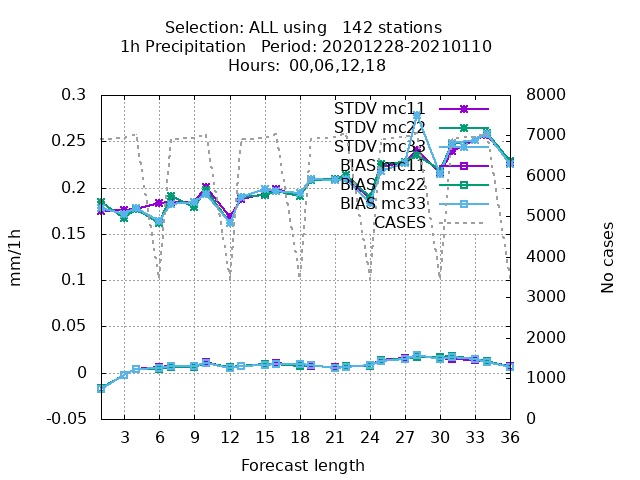 Selection: ALL using   142 stations
1h Precipitation   Period: 20201228-20210110
Hours:  00,06,12,18
0.3
0.25
0.2
0.15
0.1
0.05
0
-0.05
8000
7000
6000
5000
4000
3000
2000
1000
0
STDV mc11
STDV mc22
STDV mc33
BIAS mc11
BIAS mc22
BIAS mc33
CASES
mm/1h
No cases
3 6 9 12 15 18 21 24 27 30 33 36
Forecast length